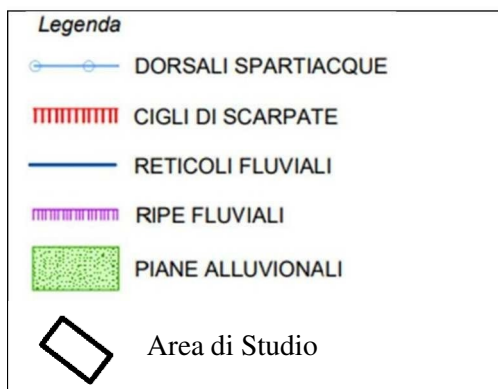 Legenda
DORSALI SPARTIACQUE
CIGLI DI SCARPATE
RETICOLI FLUVIALI
RIPE FLUVIALI
PIANE ALLUVIONALI
Area di Studio